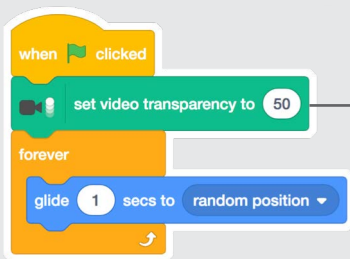 when clicked
set video transparency to 50
forever
glide 1 secs to random position